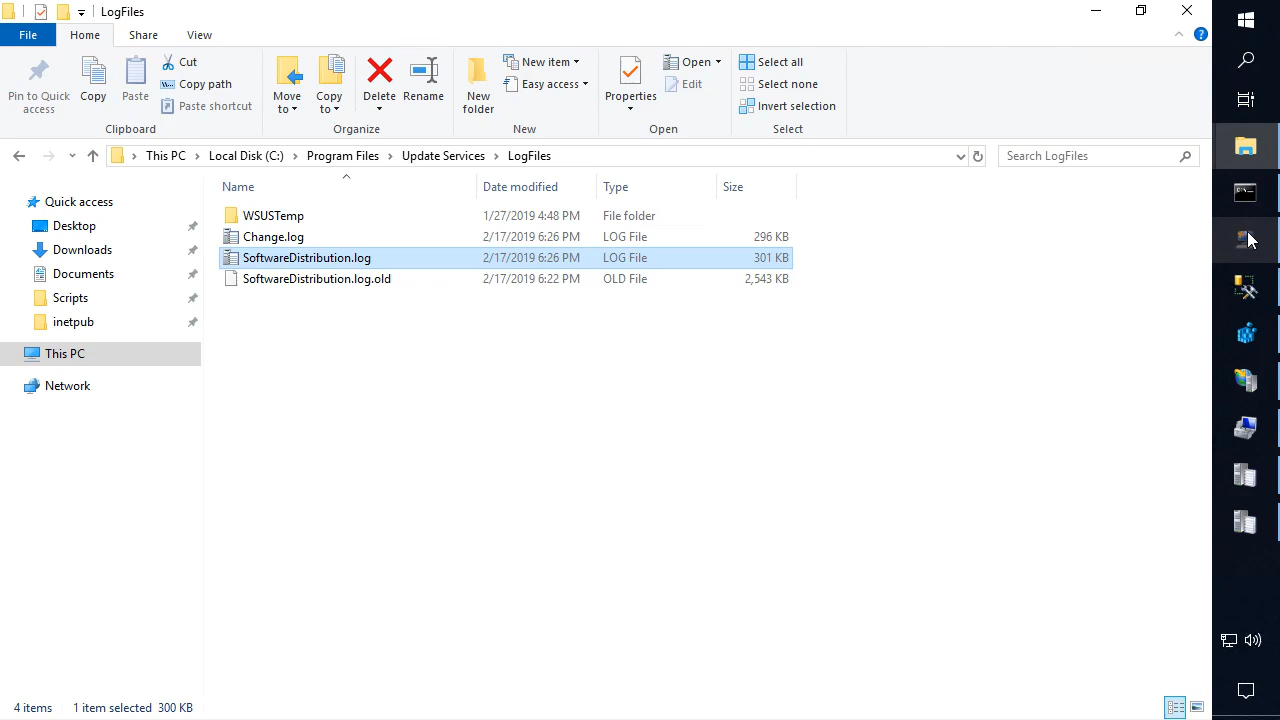 LogFiles
File Home Share View
Pin to Quick access
Copy
Paste
Cut
Copy path
Paste shortcut
Move to
Copy to
Delete
Rename
New folder
New item
Easy access
Properties
Open
Edit
Select all
Select none
Invert selection
Clipboard Organize New Open Select
This PC Local Disk (C:) Program Files Update Services LogFiles
Search LogFiles
Name Date modified Type Size
WSUSTemp 1/27/2019 4:48 PM File folder
Change.log 2/17/2019 6:26 PM LOG File 296 KB
SoftwareDistribution.log 2/17/2019 6:26 PM LOG File 301 KB
SoftwareDistribution.log.old 2/17/2019 6:22 PM OLD File 2,543 KB
Quick access
Desktop
Downloads
Documents
Scripts
inetpub
This PC
Network
4 items 1 item selected 300 KB